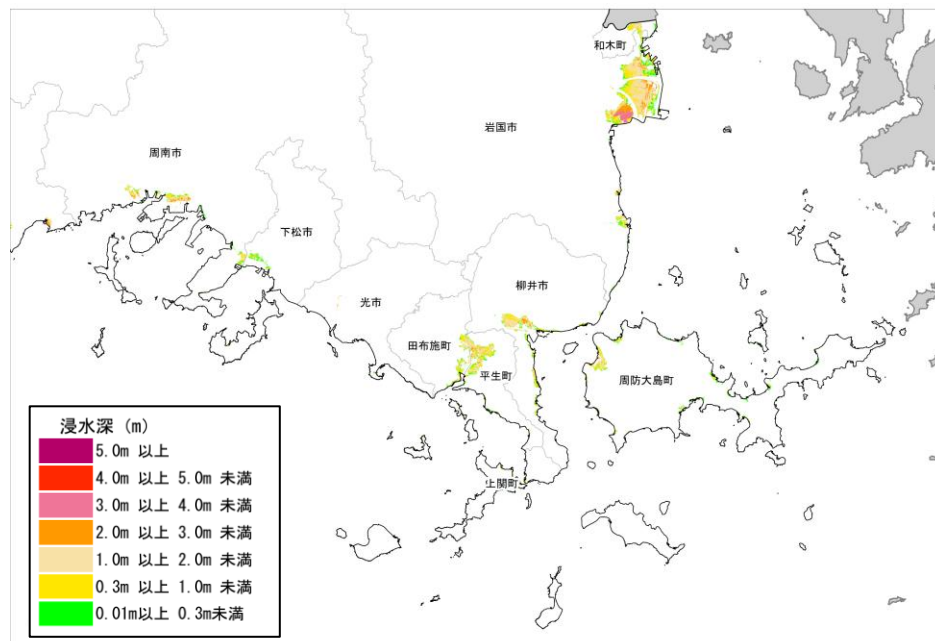 和木町
岩国市
周南市
下松市
柳井市
光市
田布施町
平生町
周防大島町
上関町
浸水深 (m)
5.0m 以上
4.0m 以上 5.0m 未満
3.0m 以上 4.0m 未満
2.0m 以上 3.0m 未満
1.0m 以上 2.0m 未満
0.3m 以上 1.0m 未満
0.01m以上 0.3m未満